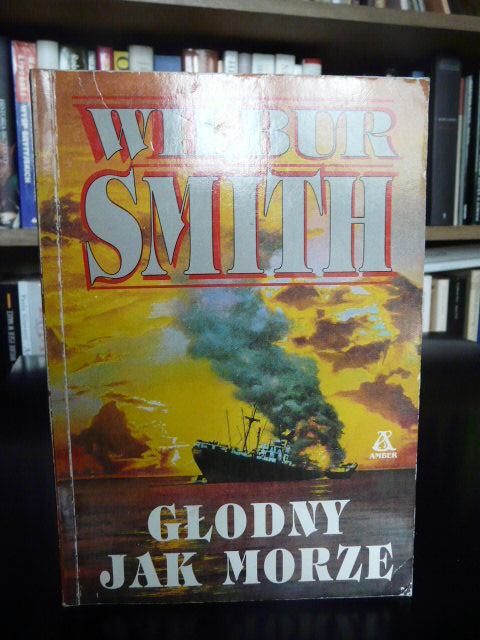 WILBUR
SMITH
AMBER
GŁODNY
JAK MORZE